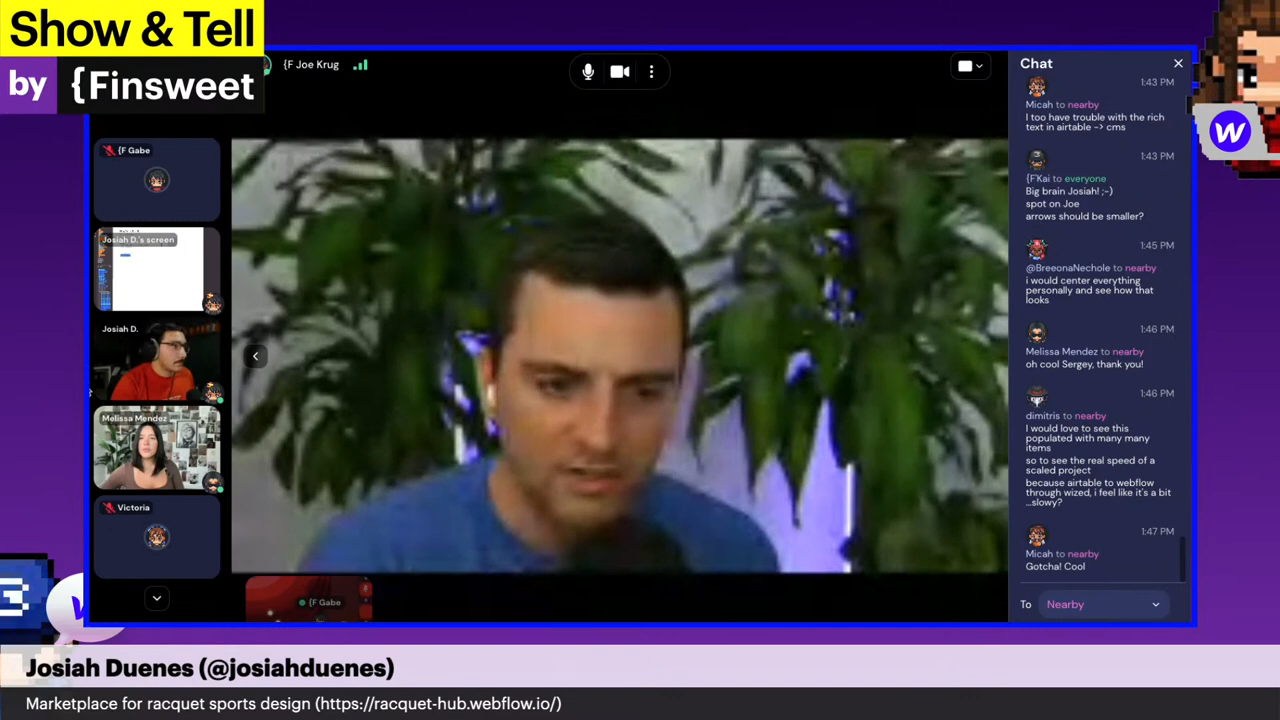 Show & Tell
by {Finsweet
{F Joe Krug
{F Gabe
Josiah D.'s screen
Josiah D.
Melissa Mendez
Victoria
{F Gabe
Chat
1:43 PM
Micah to nearby
I too have trouble with the rich
text in airtable -> cms
1:43 PM
{F'Kai to everyone
Big brain Josiah! ;-)
spot on Joe
arrows should be smaller?
1:45 PM
@BreeonaNechole to nearby
i would center everything
personally and see how that
looks
1:46 PM
Melissa Mendez to nearby
oh cool Sergey, thank you!
1:46 PM
dimitris to nearby
I would love to see this
populated with many many
items
so to see the real speed of a
scaled project
because airtable to webflow
through wized, i feel like it's a bit
...slowy?
1:47 PM
Micah to nearby
Gotcha! Cool
To Nearby
Josiah Duenes (@josiahduenes)
Marketplace for racquet sports design (https://racquet-hub.webflow.io/)